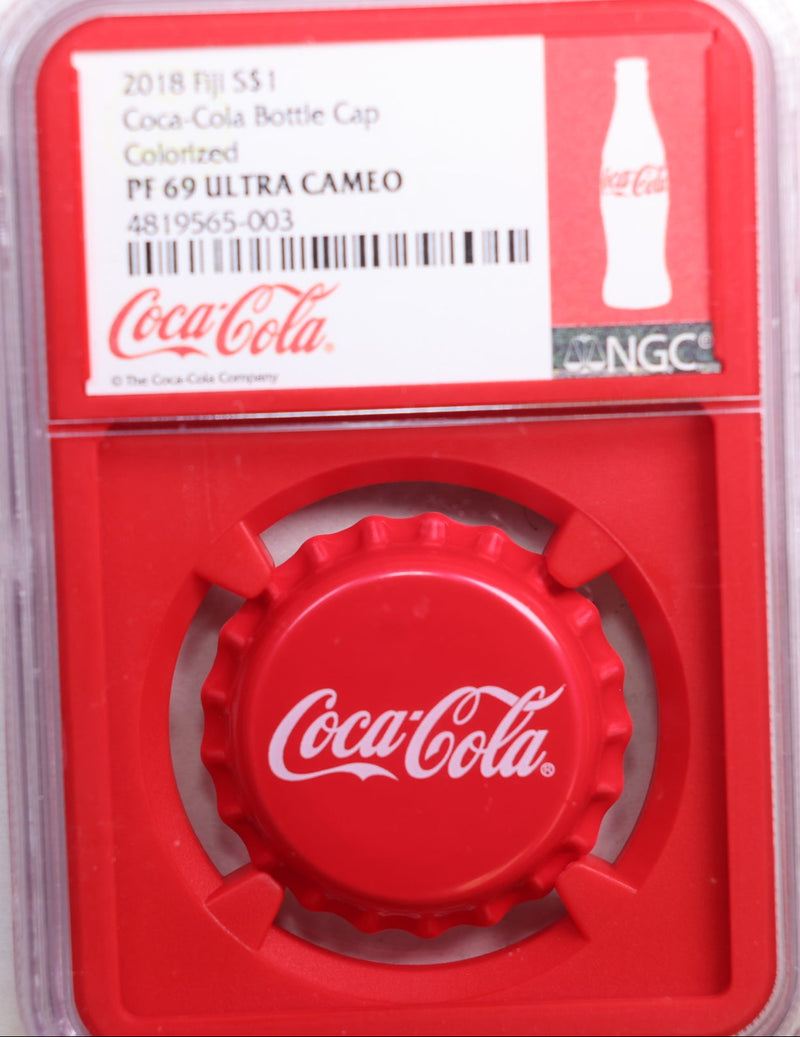 2018 Fiji S$1
Coca-Cola Bottle Cap
Colorized
PF 69 ULTRA CAMEO
4819565-003
Coca-Cola®
© The Coca-Cola Company
Coca-Cola
NGC®
Coca-Cola®